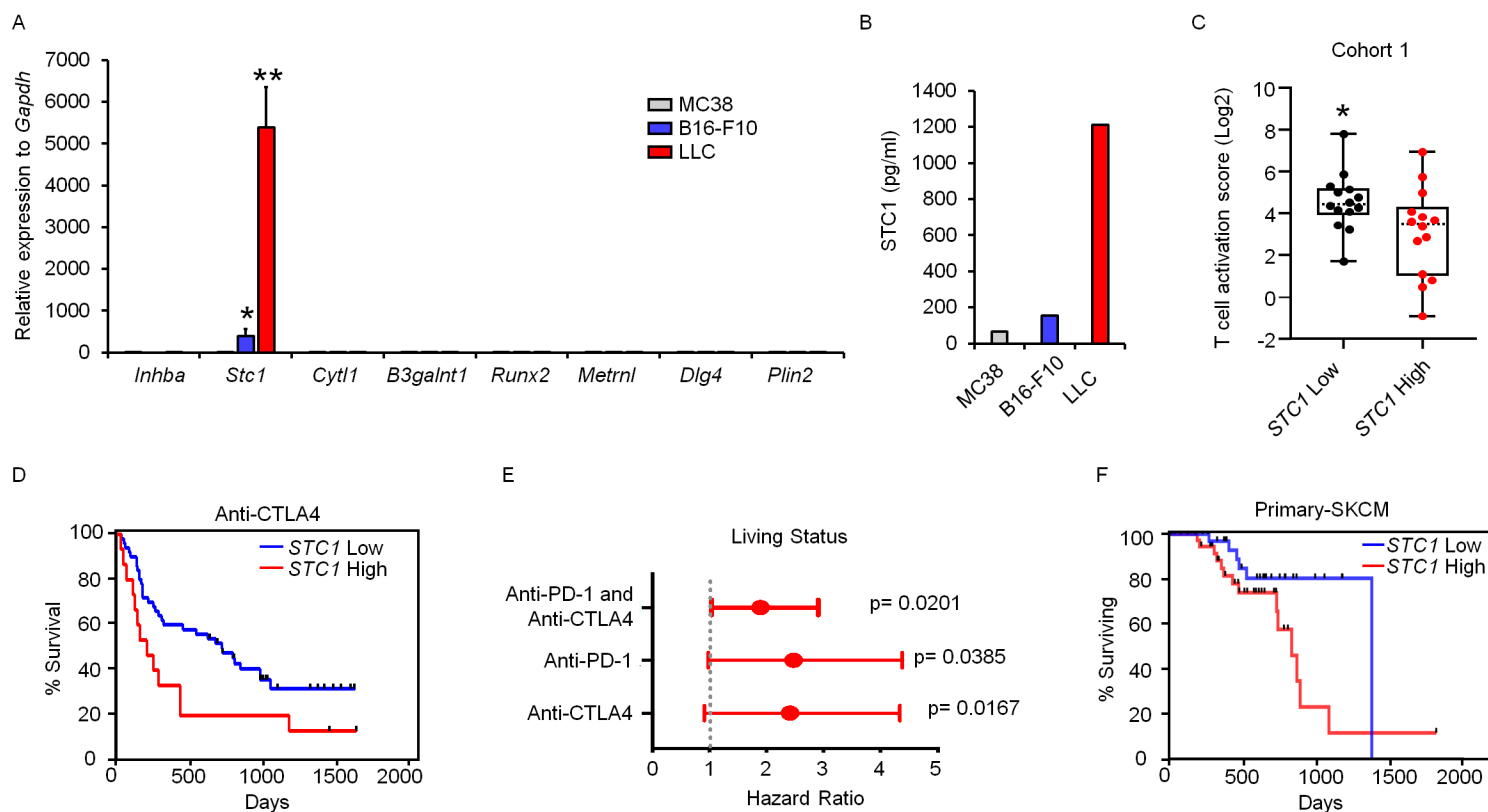 A
Relative expression to Gapdh
7000
6000
5000
4000
3000
2000
1000
0
*
**
MC38
B16-F10
LLC
Inhba Stc1 Cytl1 B3galnt1 Runx2 Metrnl Dlg4 Plin2
B
STC1 (pg/ml)
1400
1200
1000
800
600
400
200
0
MC38
B16-F10
LLC
C
Cohort 1
T cell activation score (Log2)
10
8
6
4
2
0
-2
*
STC1 Low
STC1 High
D
Anti-CTLA4
% Survival
100
80
60
40
20
0
STC1 Low
STC1 High
0 500 1000 1500 2000
Days
E
Living Status
Anti-PD-1 and
Anti-CTLA4
p= 0.0201
Anti-PD-1
p= 0.0385
Anti-CTLA4
p= 0.0167
0 1 2 3 4 5
Hazard Ratio
F
Primary-SKCM
% Surviving
100
80
60
40
20
0
STC1 Low
STC1 High
0 500 1000 1500 2000
Days